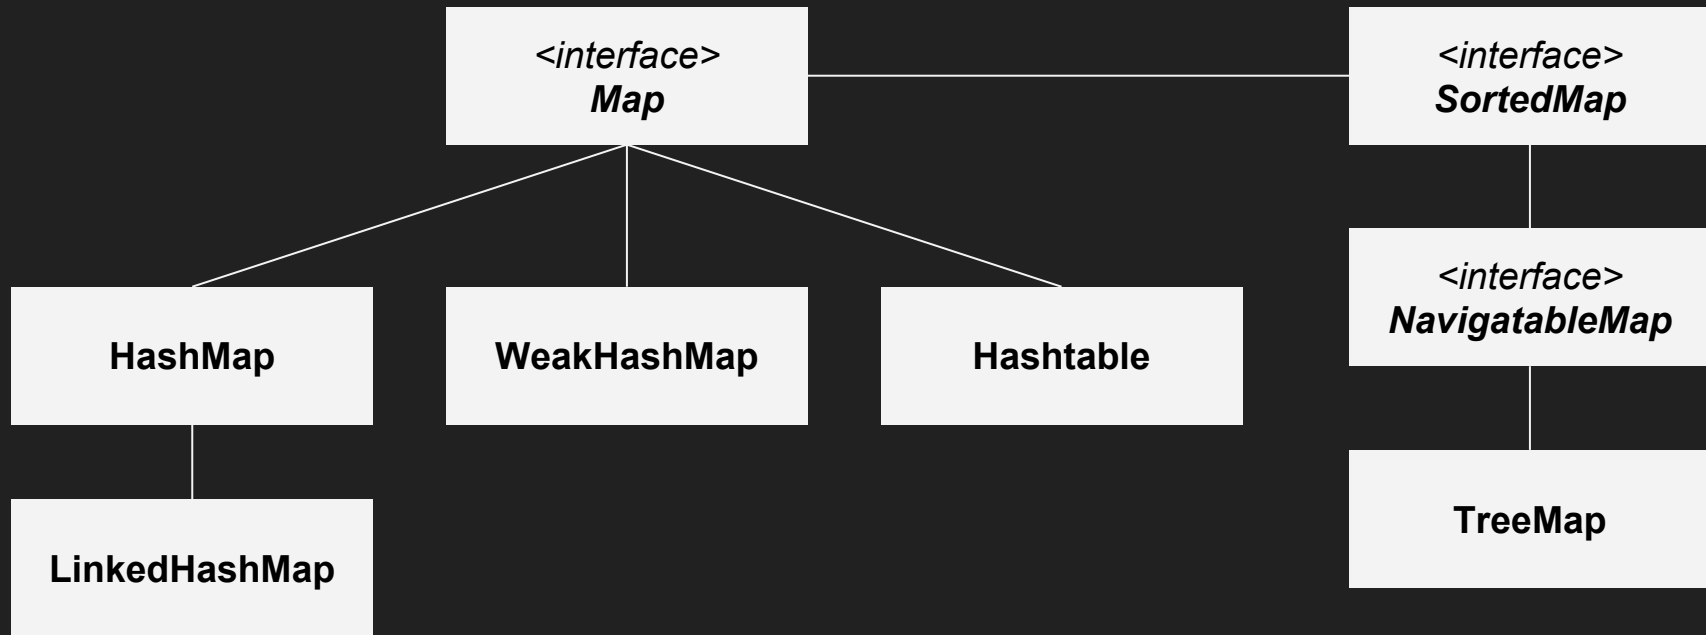 <interface>
Map
<interface>
SortedMap
<interface>
NavigatableMap
HashMap
WeakHashMap
Hashtable
TreeMap
LinkedHashMap